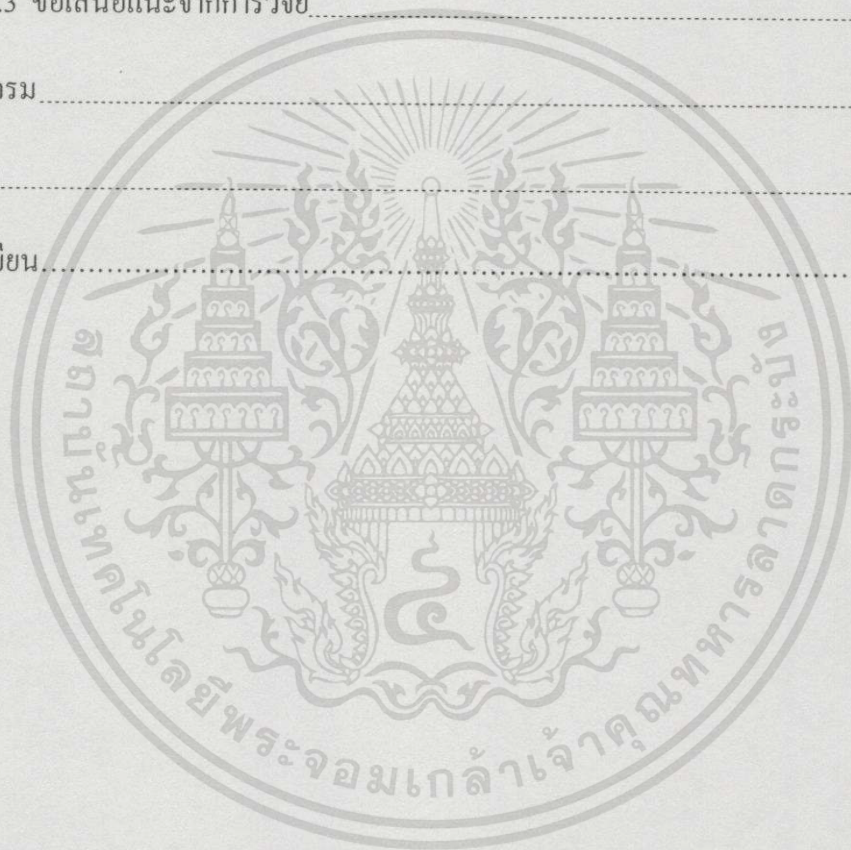 .3 ข้อเสนอแนะจากการวิจัย
รรม
ขียน
สถาบันเทคโนโลยีพระจอมเกล้าเจ้าคุณทหารลาดกระบัง
๔